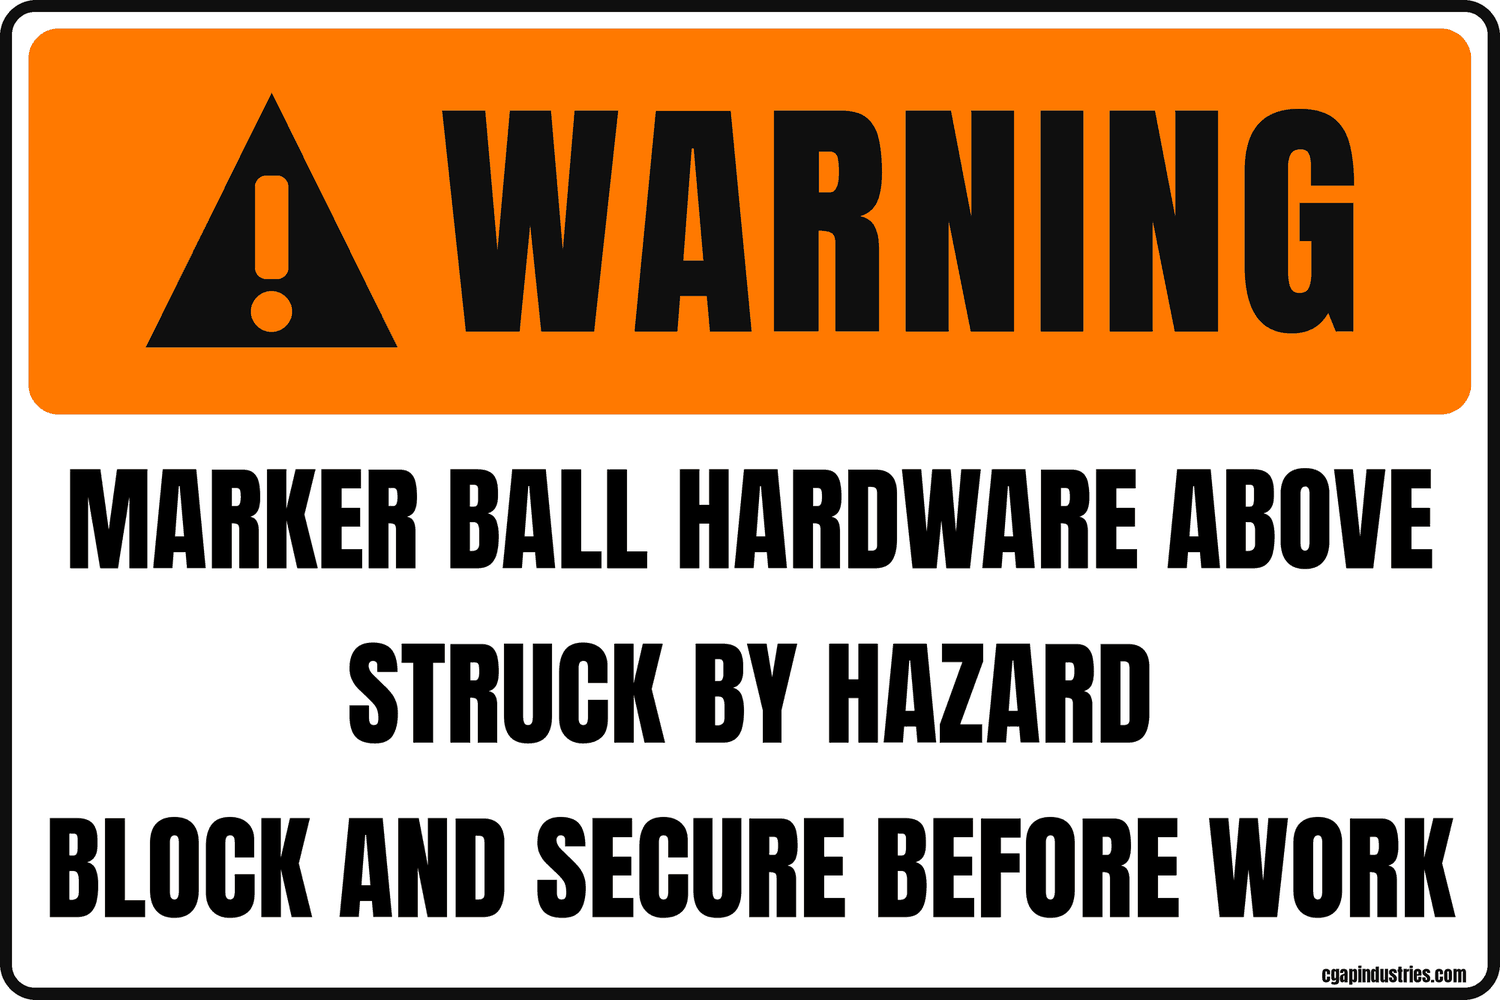 WARNING
MARKER BALL HARDWARE ABOVE
STRUCK BY HAZARD
BLOCK AND SECURE BEFORE WORK
cgapindustries.com